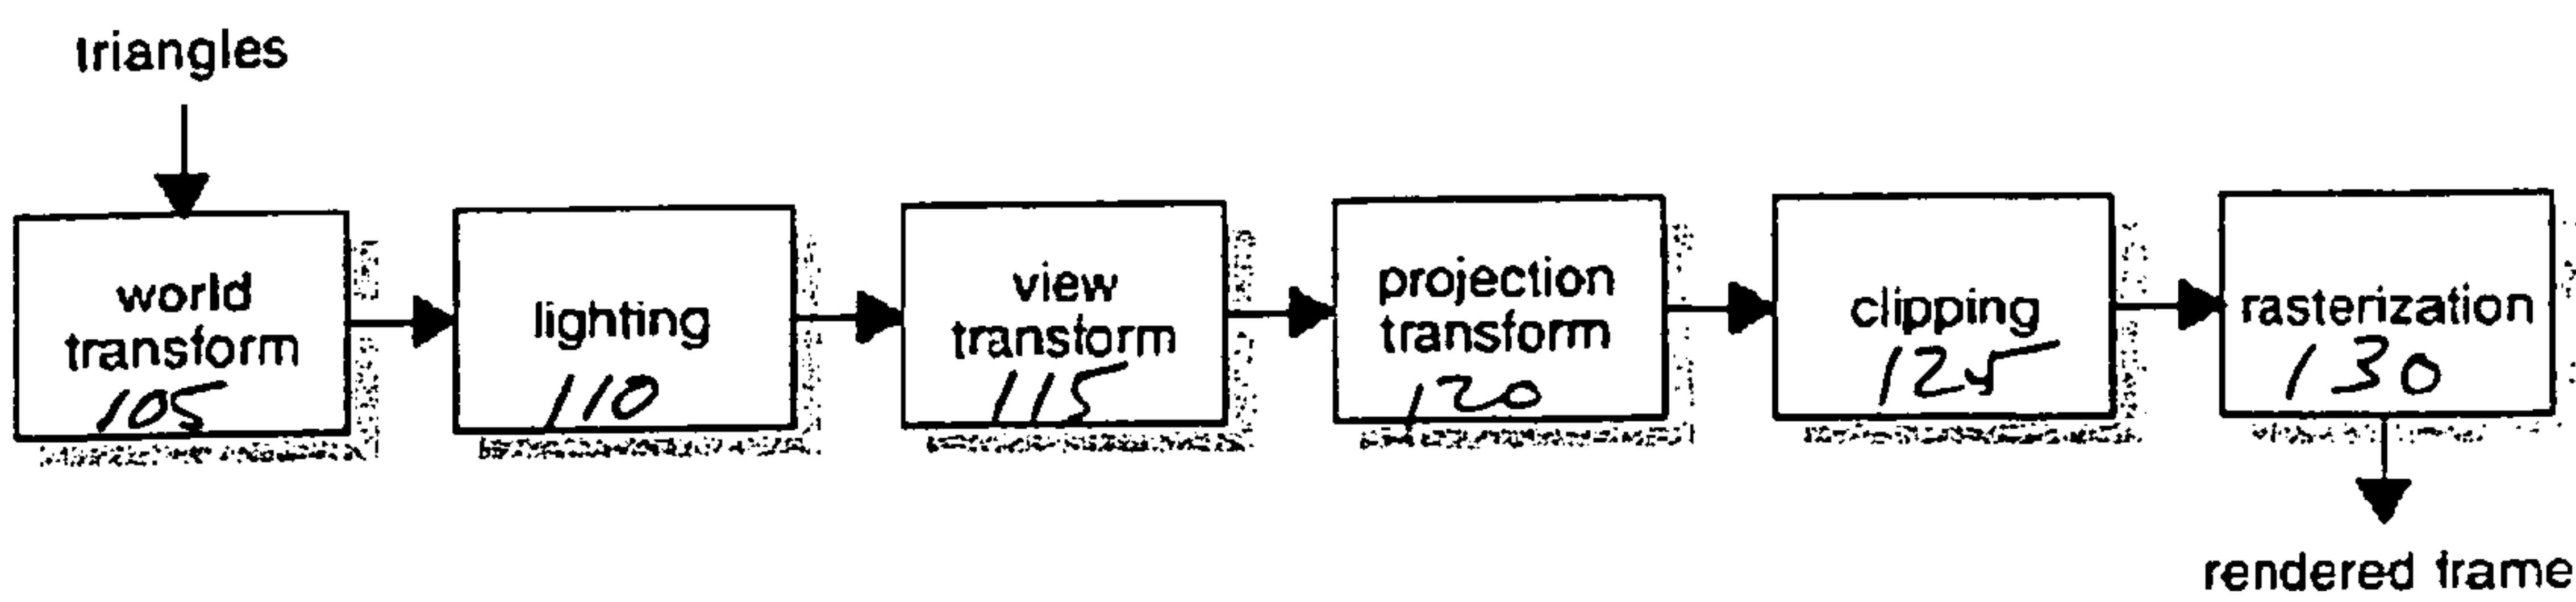 triangles
world
transform
105
lighting
110
view
transform
115
projection
transform
120
clipping
125
rasterization
130
rendered frame